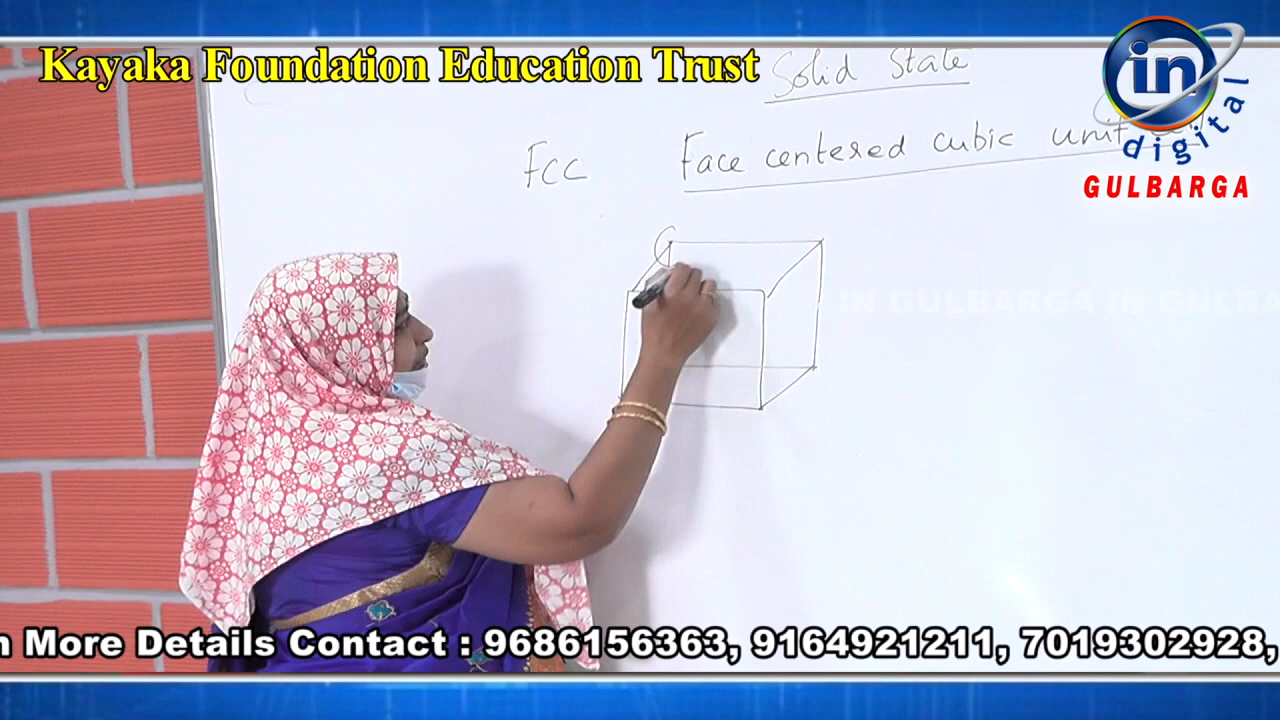 Kayaka Foundation Education Trust
Solid State
FCC Face centered cubic unit
in
digital
GULBARGA
IN GULBARGA IN GULBA
n More Details Contact : 9686156363, 9164921211, 7019302928,